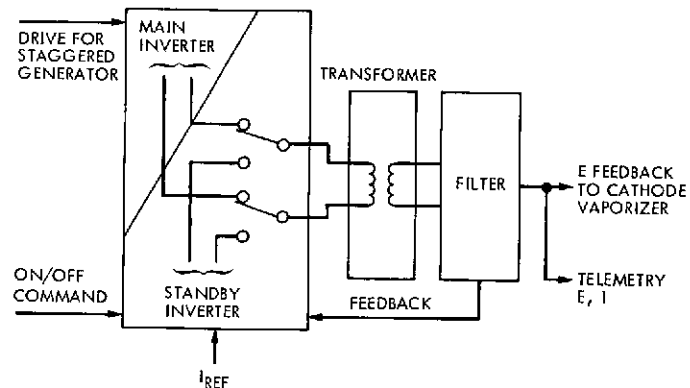 DRIVE FOR
STAGGERED
GENERATOR
MAIN
INVERTER
TRANSFORMER
FILTER
E FEEDBACK
TO CATHODE
VAPORIZER
ON/OFF
COMMAND
STANDBY
INVERTER
FEEDBACK
TELEMETRY
E, I
IREF